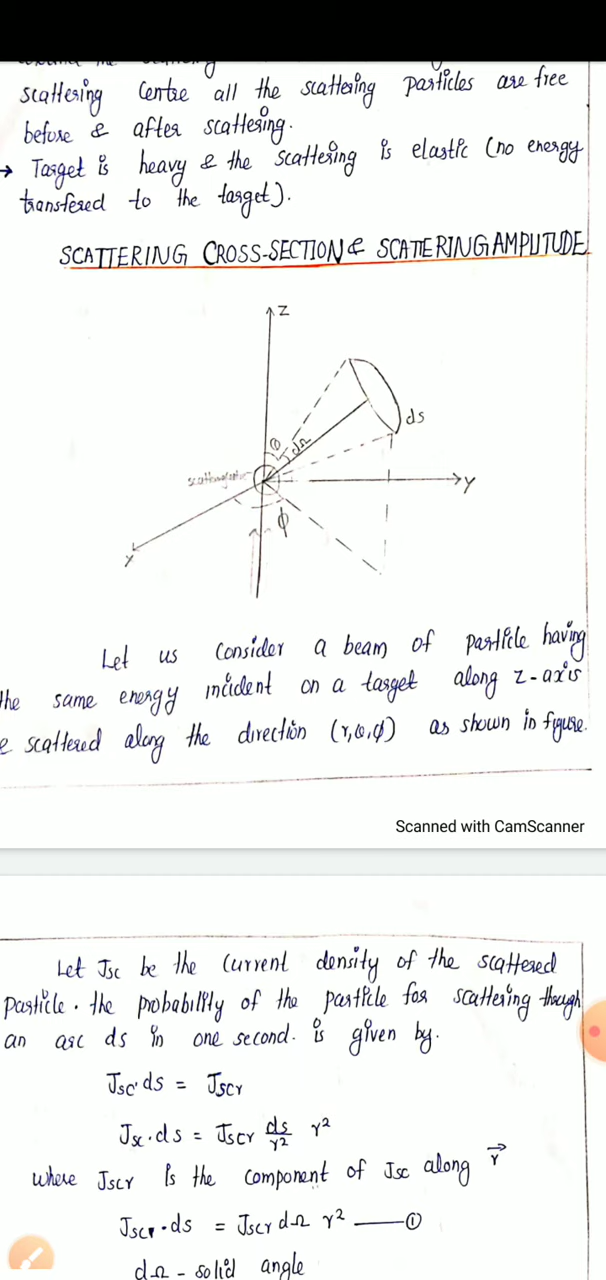 scattering Centre all the scattering particles are free
before & after scattering.
→ Target is heavy & the scattering is elastic (no energy
transfered to the target).
SCATTERING CROSS-SECTION & SCATTERING AMPLITUDE
Z
ds
θ
dΩ
Y
ϕ
X
Let us Consider a beam of particle having
the same energy incident on a target along z-axis
& scattered along the direction (r,θ,ϕ) as shown in figure.
Scanned with CamScanner
Let Jsc be the Current density of the scattered
particle. the probability of the particle for scattering though
an arc ds in one second. is given by.
Jsc·ds = Jscr
Jsc·ds = Jscr ds/r² r²
where Jscr is the component of Jsc along r⃗
Jscr·ds = Jscr dΩ r² —— ①
dΩ - solid angle